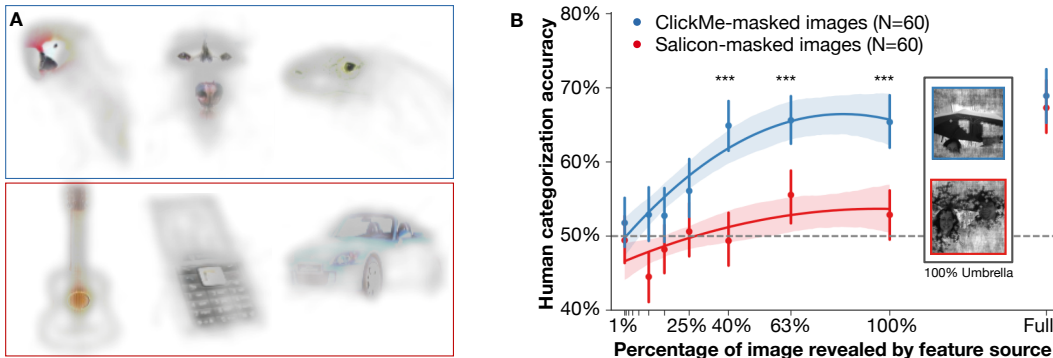 A
B
80%
70%
60%
50%
40%
Human categorization accuracy
ClickMe-masked images (N=60)
Salicon-masked images (N=60)
***
***
***
100% Umbrella
1%
25%
40%
63%
100%
Full
Percentage of image revealed by feature source